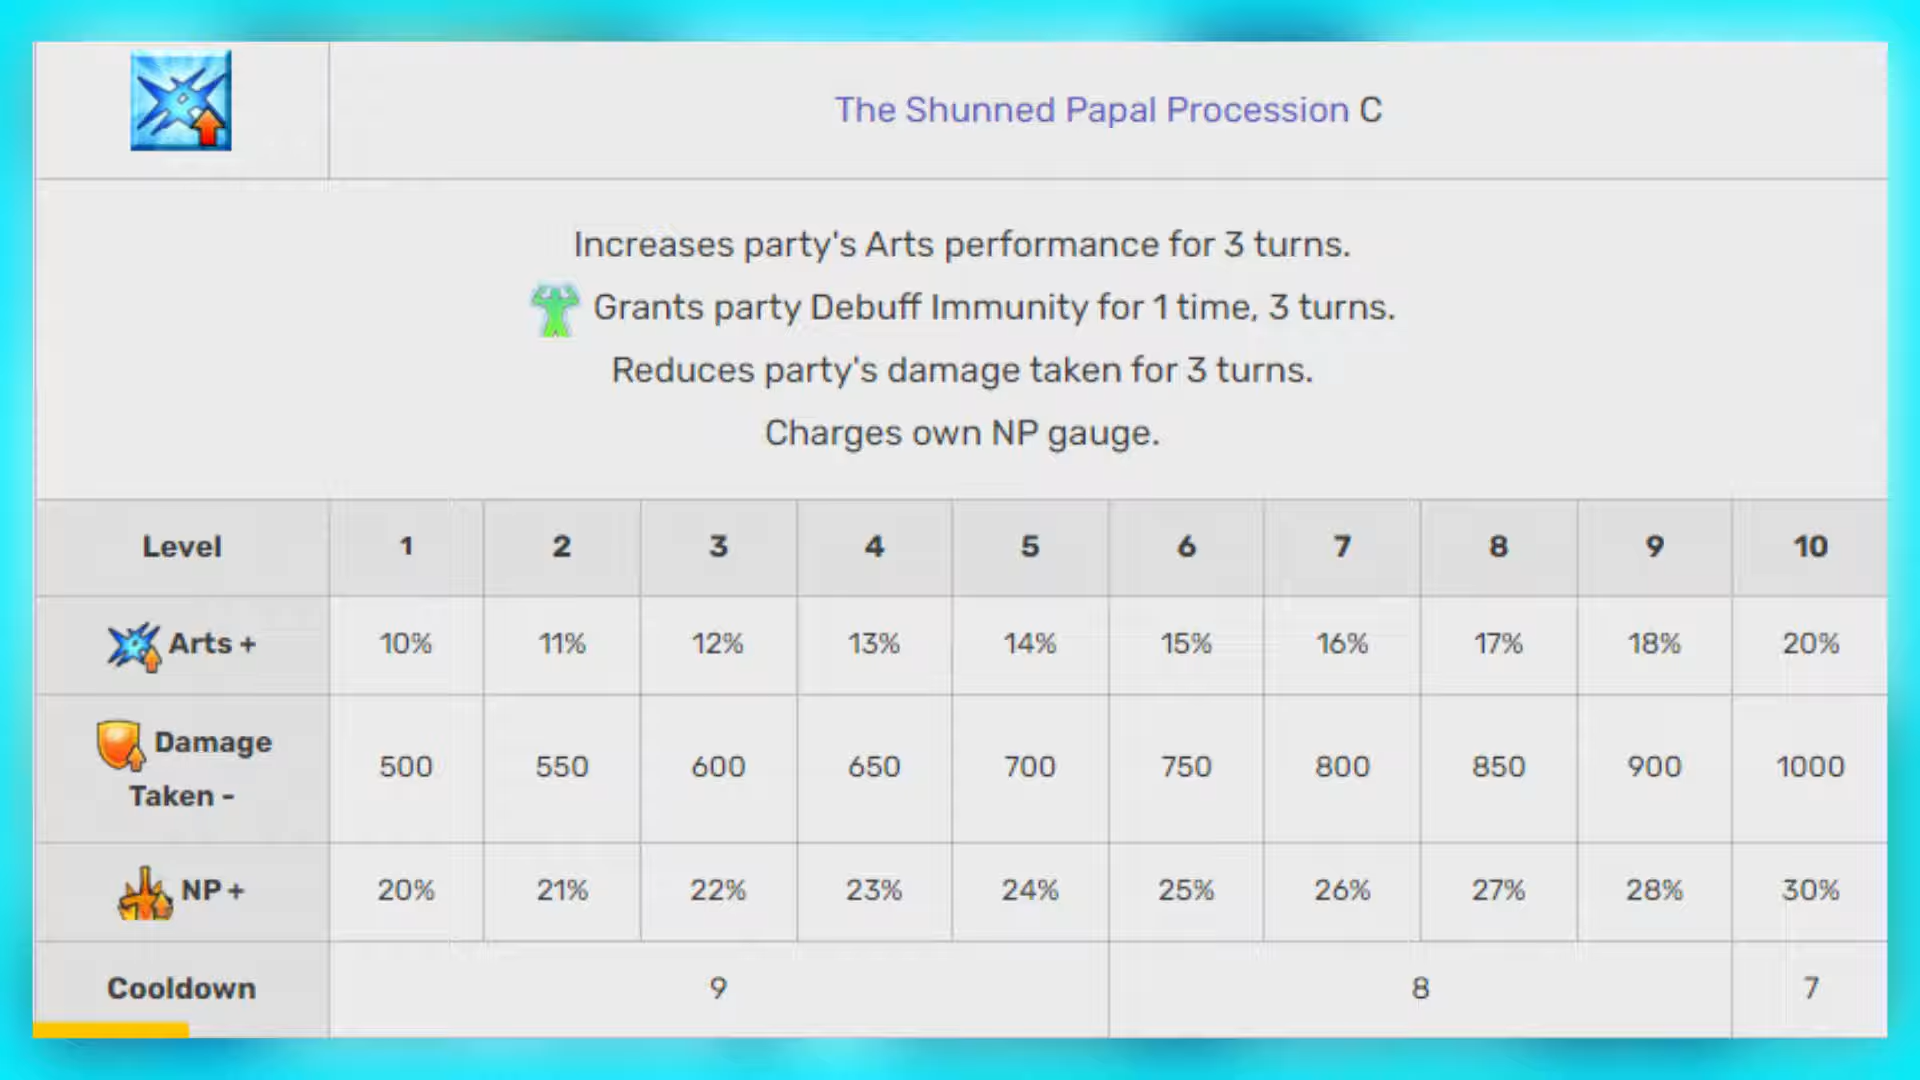 The Shunned Papal Procession C
Increases party's Arts performance for 3 turns.
Grants party Debuff Immunity for 1 time, 3 turns.
Reduces party's damage taken for 3 turns.
Charges own NP gauge.
Level 1 2 3 4 5 6 7 8 9 10
Arts + 10% 11% 12% 13% 14% 15% 16% 17% 18% 20%
Damage
Taken - 500 550 600 650 700 750 800 850 900 1000
NP + 20% 21% 22% 23% 24% 25% 26% 27% 28% 30%
Cooldown 9 8 7